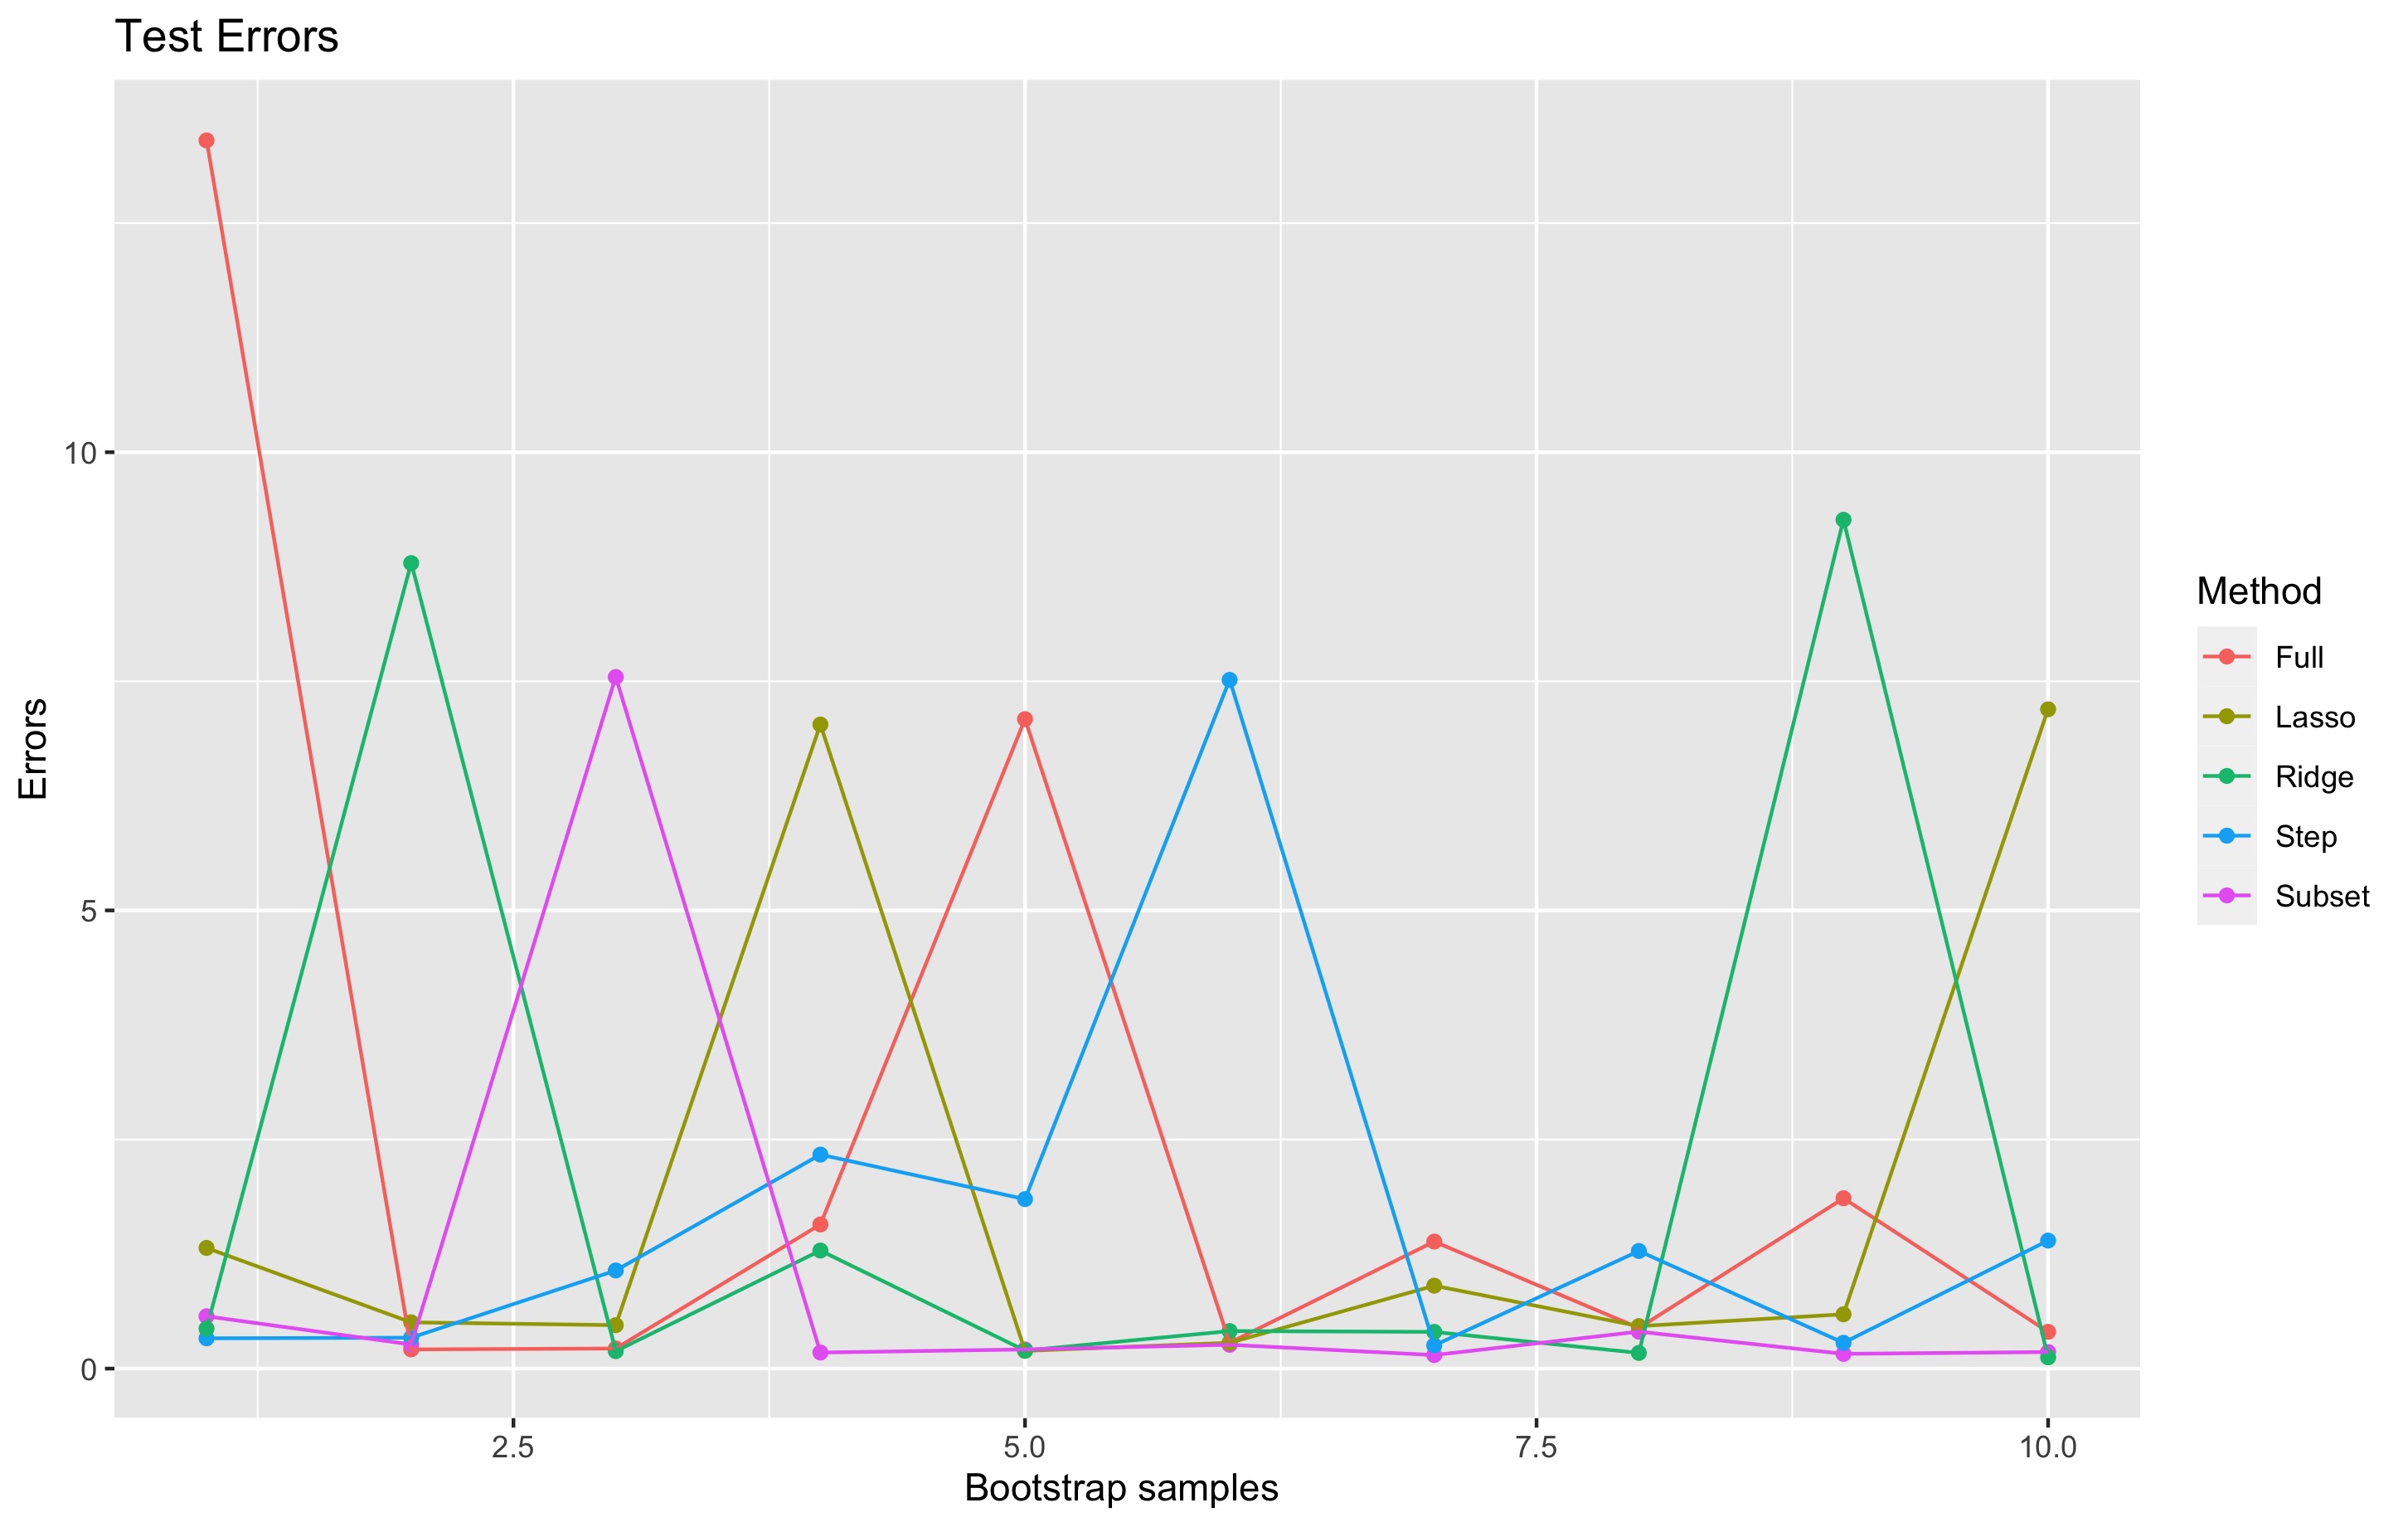 Test Errors
Errors
10
5
0
2.5
5.0
7.5
10.0
Bootstrap samples
Method
Full
Lasso
Ridge
Step
Subset